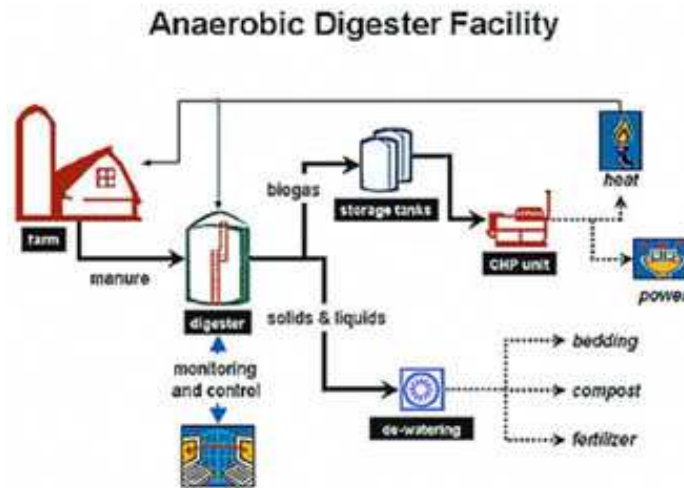 Anaerobic Digester Facility
heat
biogas
storage tanks
farm
CHP unit
manure
power
digester
solids & liquids
bedding
monitoring
and control
compost
de-watering
fertilizer